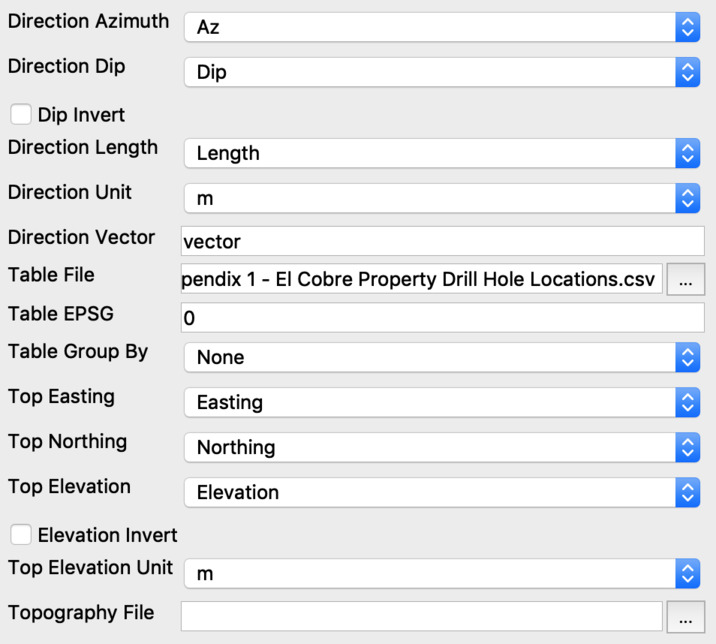 Direction Azimuth Az
Direction Dip Dip
Dip Invert
Direction Length Length
Direction Unit m
Direction Vector vector
Table File pendix 1 - El Cobre Property Drill Hole Locations.csv ...
Table EPSG 0
Table Group By None
Top Easting Easting
Top Northing Northing
Top Elevation Elevation
Elevation Invert
Top Elevation Unit m
Topography File ...